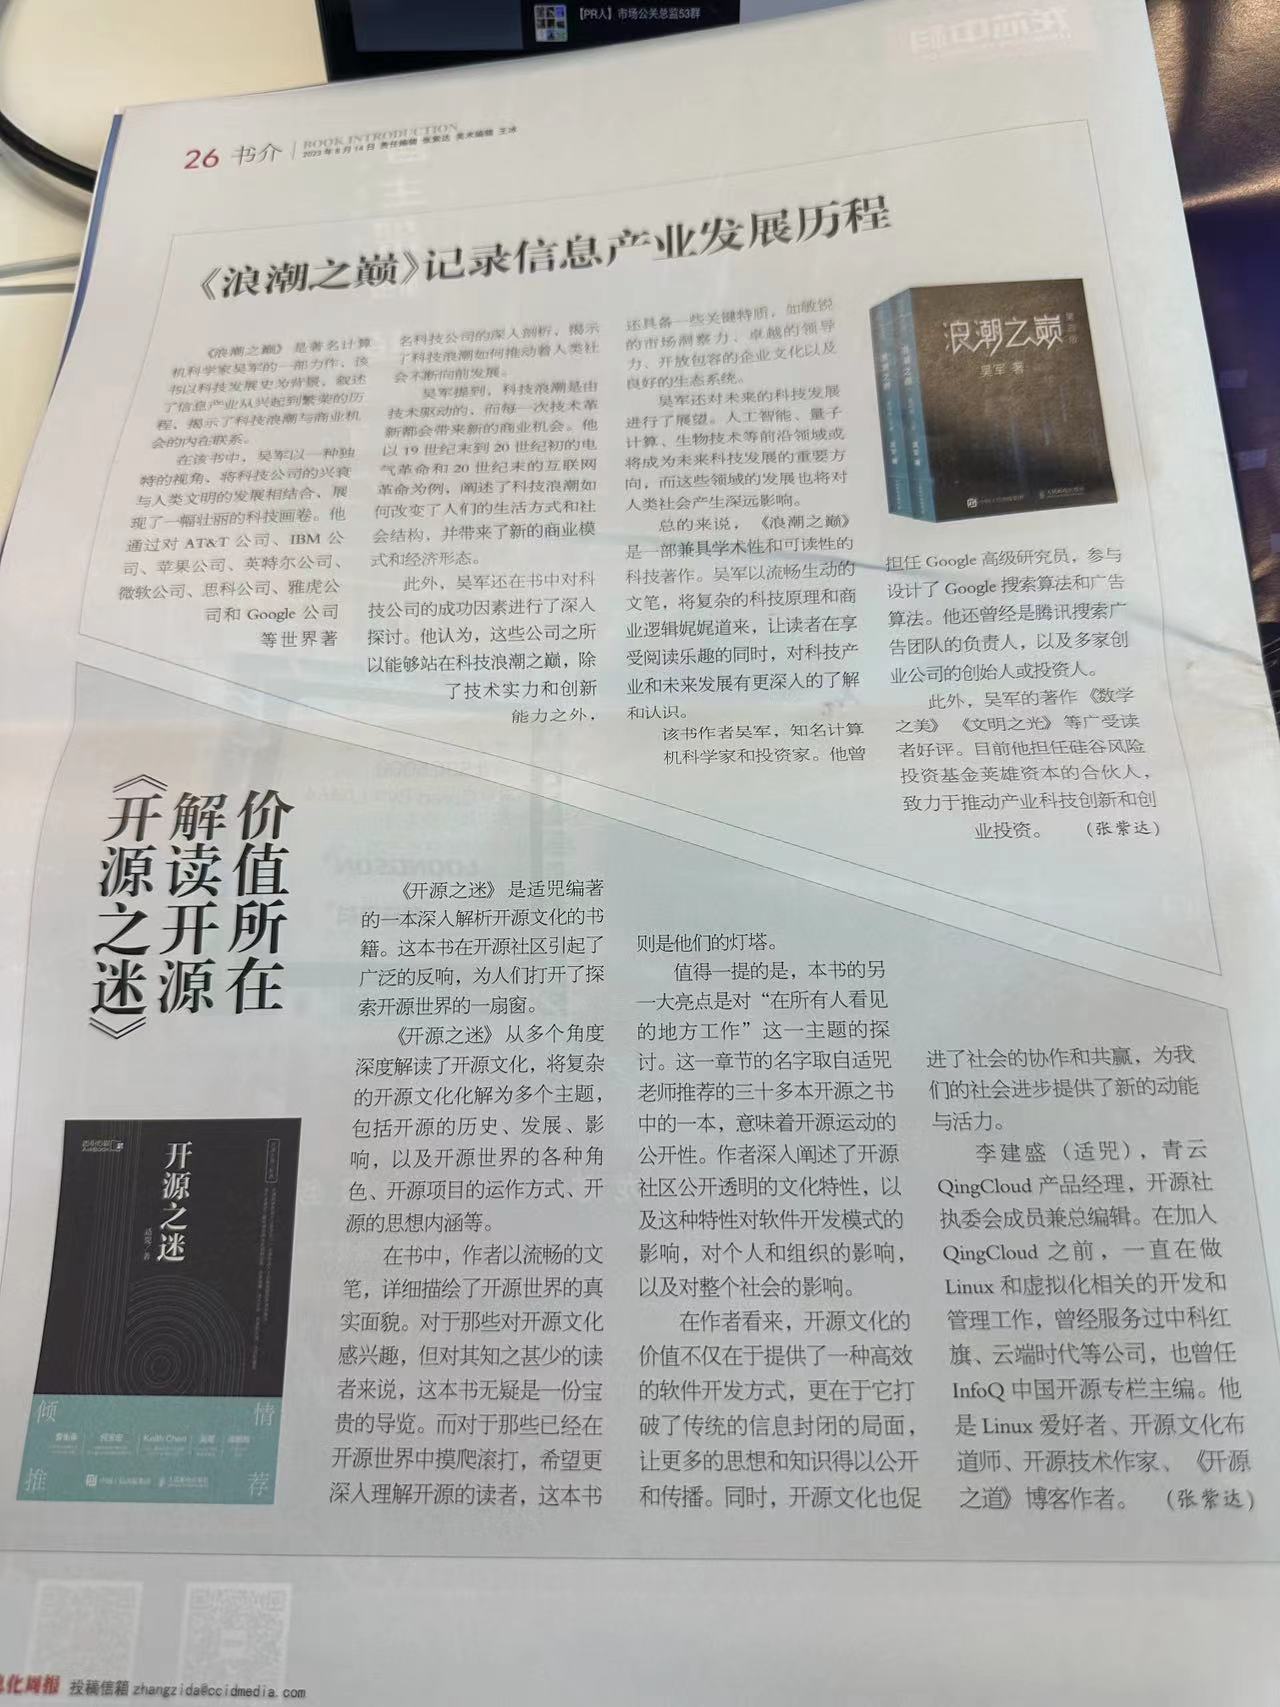 【PR人】市场公关总监53群
26 书介
BOOK INTRODUCTION
2023年8月14日 责任编辑 张紫达 美术编辑 王冰
《浪潮之巅》记录信息产业发展历程
《浪潮之巅》是著名计算
机科学家吴军的一部力作，该
书以科技发展史为背景，叙述
了信息产业从兴起到繁荣的历
程，揭示了科技浪潮与商业机
会的内在联系。
在该书中，吴军以一种独
特的视角，将科技公司的兴衰
与人类文明的发展相结合，展
现了一幅壮丽的科技画卷。他
通过对 AT&T 公司、IBM 公
司、苹果公司、英特尔公司、
微软公司、思科公司、雅虎公
司和 Google 公司
等世界著
名科技公司的深入剖析，揭示
了科技浪潮如何推动着人类社
会不断向前发展。
吴军提到，科技浪潮是由
技术驱动的，而每一次技术革
新都会带来新的商业机会。他
以 19 世纪末到 20 世纪初的电
气革命和 20 世纪末的互联网
革命为例，阐述了科技浪潮如
何改变了人们的生活方式和社
会结构，并带来了新的商业模
式和经济形态。
此外，吴军还在书中对科
技公司的成功因素进行了深入
探讨。他认为，这些公司之所
以能够站在科技浪潮之巅，除
了技术实力和创新
能力之外，
还具备一些关键特质，如敏锐
的市场洞察力、卓越的领导
力、开放包容的企业文化以及
良好的生态系统。
吴军还对未来的科技发展
进行了展望。人工智能、量子
计算、生物技术等前沿领域或
将成为未来科技发展的重要方
向，而这些领域的发展也将对
人类社会产生深远影响。
总的来说，《浪潮之巅》
是一部兼具学术性和可读性的
科技著作。吴军以流畅生动的
文笔，将复杂的科技原理和商
业逻辑娓娓道来，让读者在享
受阅读乐趣的同时，对科技产
业和未来发展有更深入的了解
和认识。
该书作者吴军，知名计算
机科学家和投资家。他曾
浪潮之巅
第四版
吴军 著
担任 Google 高级研究员，参与
设计了 Google 搜索算法和广告
算法。他还曾经是腾讯搜索广
告团队的负责人，以及多家创
业公司的创始人或投资人。
此外，吴军的著作《数学
之美》《文明之光》等广受读
者好评。目前他担任硅谷风险
投资基金英雄资本的合伙人，
致力于推动产业科技创新和创
业投资。 （张紫达）
价值所在
解读开源
《开源之迷》
开源之迷
适兕 著
倾情
推荐
Keith Chan
《开源之迷》是适兕编著
的一本深入解析开源文化的书
籍。这本书在开源社区引起了
广泛的反响，为人们打开了探
索开源世界的一扇窗。
《开源之迷》从多个角度
深度解读了开源文化，将复杂
的开源文化化解为多个主题，
包括开源的历史、发展、影
响，以及开源世界的各种角
色、开源项目的运作方式、开
源的思想内涵等。
在书中，作者以流畅的文
笔，详细描绘了开源世界的真
实面貌。对于那些对开源文化
感兴趣，但对其知之甚少的读
者来说，这本书无疑是一份宝
贵的导览。而对于那些已经在
开源世界中摸爬滚打，希望更
深入理解开源的读者，这本书
则是他们的灯塔。
值得一提的是，本书的另
一大亮点是对“在所有人看见
的地方工作”这一主题的探
讨。这一章节的名字取自适兕
老师推荐的三十多本开源之书
中的一本，意味着开源运动的
公开性。作者深入阐述了开源
社区公开透明的文化特性，以
及这种特性对软件开发模式的
影响，对个人和组织的影响，
以及对整个社会的影响。
在作者看来，开源文化的
价值不仅在于提供了一种高效
的软件开发方式，更在于它打
破了传统的信息封闭的局面，
让更多的思想和知识得以公开
和传播。同时，开源文化也促
进了社会的协作和共赢，为我
们的社会进步提供了新的动能
与活力。
李建盛（适兕），青云
QingCloud 产品经理，开源社
执委会成员兼总编辑。在加入
QingCloud 之前，一直在做
Linux 和虚拟化相关的开发和
管理工作，曾经服务过中科红
旗、云端时代等公司，也曾任
InfoQ 中国开源专栏主编。他
是 Linux 爱好者、开源文化布
道师、开源技术作家、《开源
之道》博客作者。 （张紫达）
息化周报 投稿信箱 zhangzida@ccidmedia.com